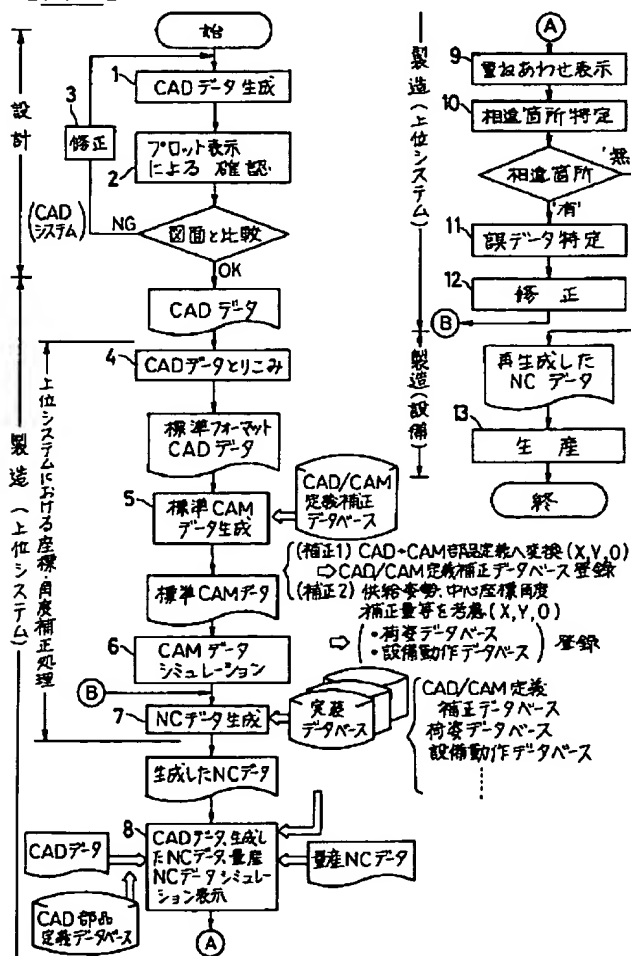 始
設計
1
CADデータ生成
3
修正
2
プロット表示
による 確認
(CAD
システム)
NG
図面と比較
OK
CADデータ
製造(上位システム)
上位システムにおける座標・角度補正処理
4
CADデータとりこみ
標準フォーマット
CADデータ
5
標準CAM
データ生成
CAD/CAM
定義補正
データベース
標準CAMデータ
(補正1) CAD→CAM部品定義へ変換(X,Y,O)
⇨CAD/CAM定義補正データベース 登録
(補正2) 供給姿勢、中心座標角度
補正量等を考慮(X,Y,O)
⇨
・荷姿データベース
・設備動作データベース
登録
6
CAMデータ
シミュレーション
B
7
NCデータ生成
実装
データベース
CAD/CAM定義
補正データベース
荷姿データベース
設備動作データベース
生成したNCデータ
8
CADデータ、生成し
たNCデータ、量産
NCデータシミュレー
ション表示
CADデータ
CAD部品
定義データベース
量産NCデータ
A
A
製造(上位システム)
9
重ねあわせ表示
10
相違箇所特定
相違箇所
'無'
'有'
11
誤データ特定
12
修正
B
製造(設備)
再生成した
NCデータ
13
生産
終